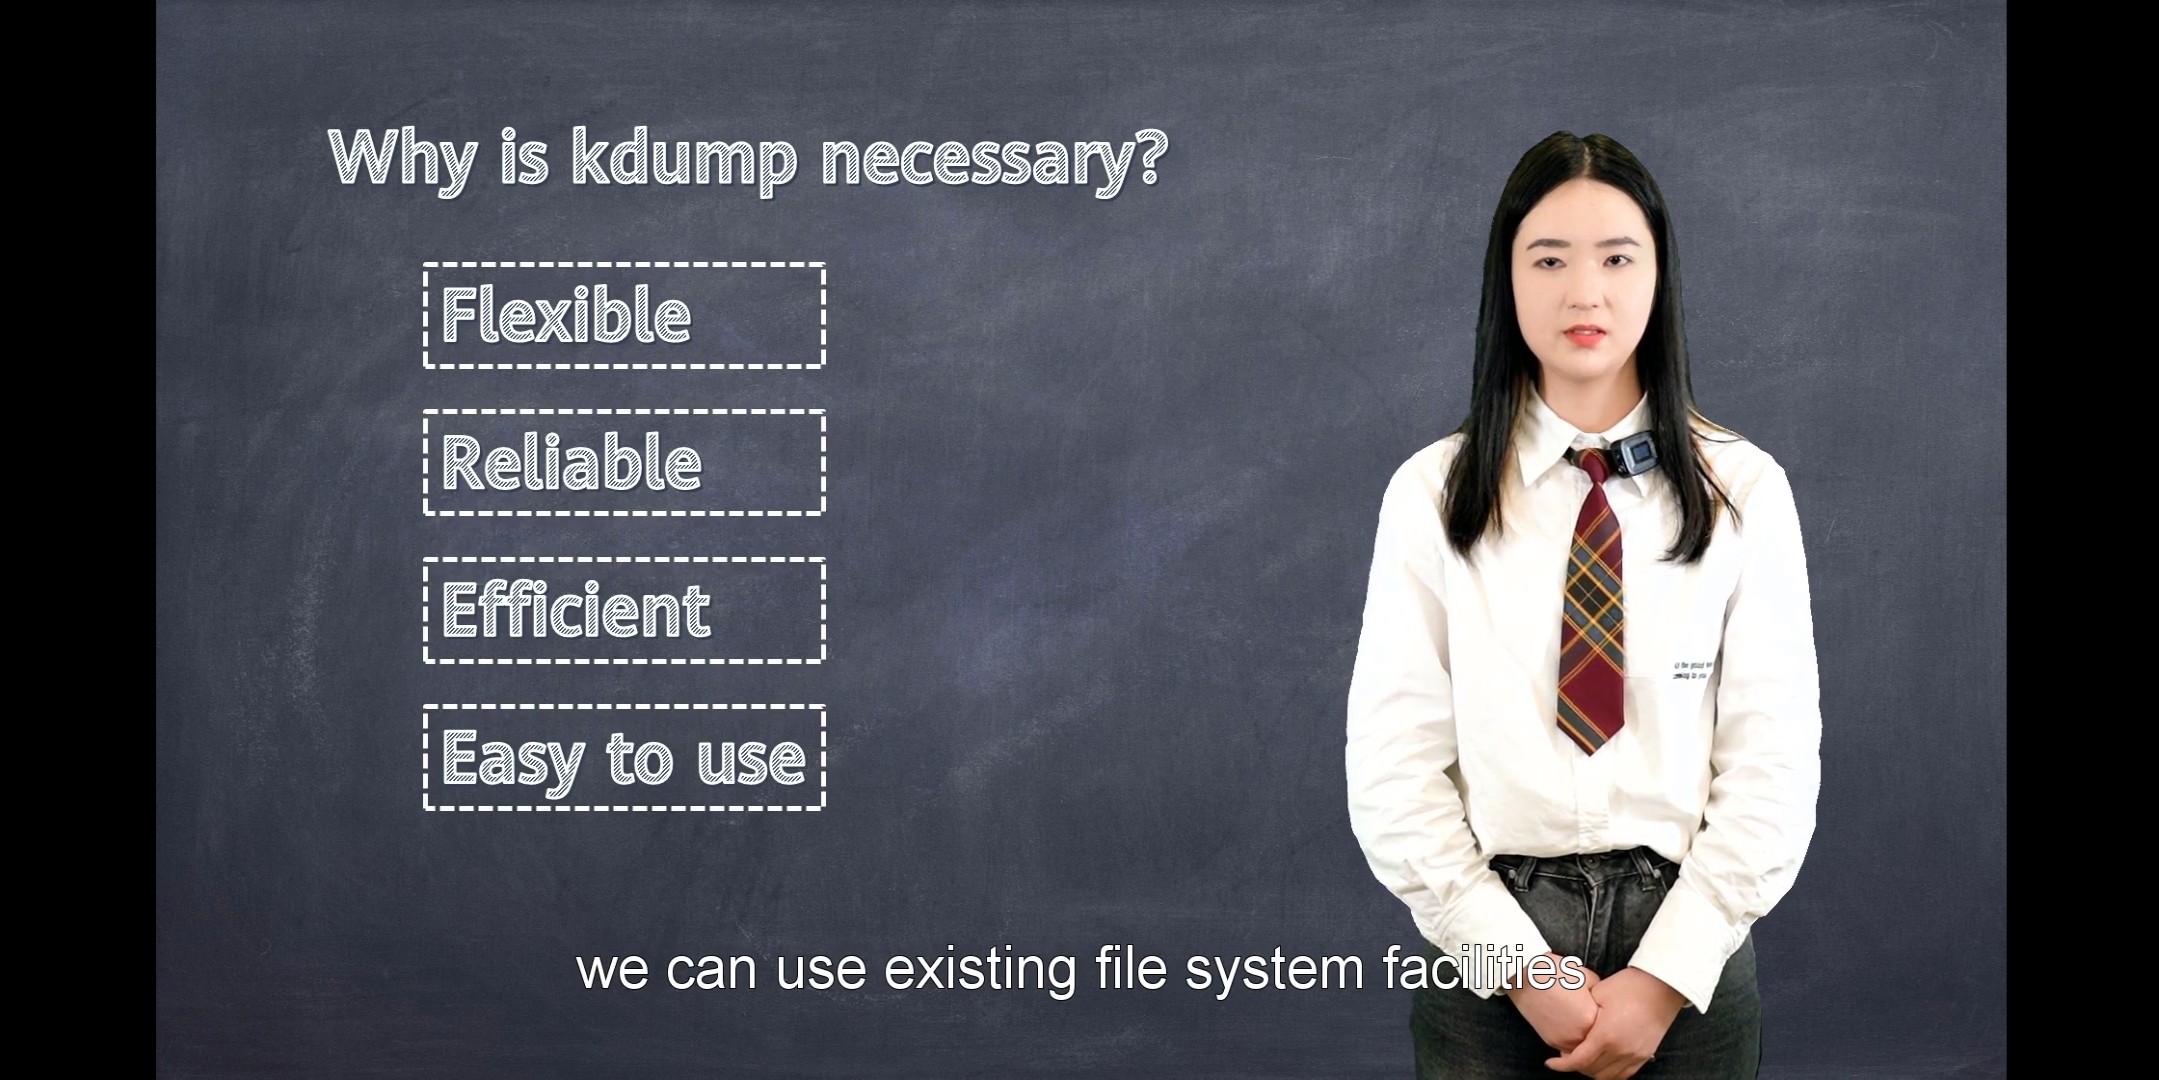 Why is kdump necessary?
Flexible
Reliable
Efficient
Easy to use
we can use existing file system facilities